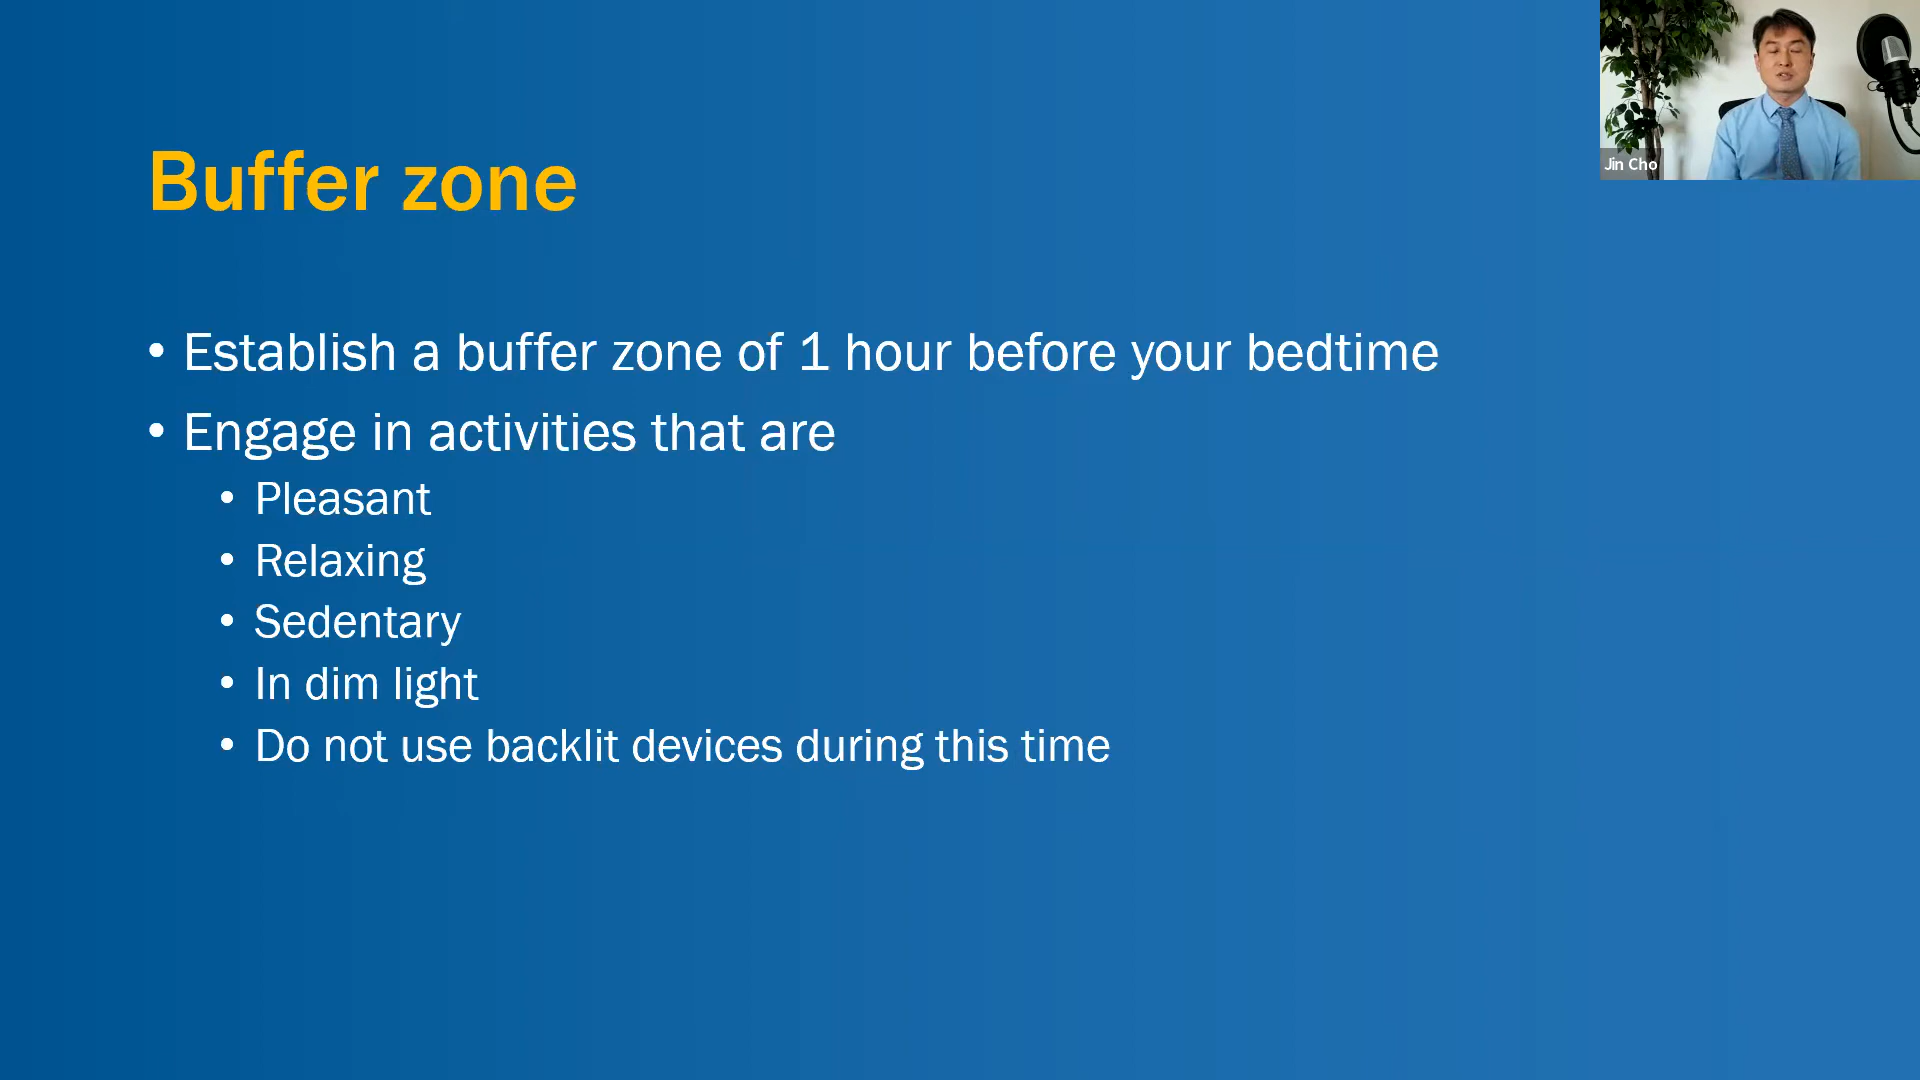 Buffer zone
• Establish a buffer zone of 1 hour before your bedtime
• Engage in activities that are
• Pleasant
• Relaxing
• Sedentary
• In dim light
• Do not use backlit devices during this time
Jin Cho